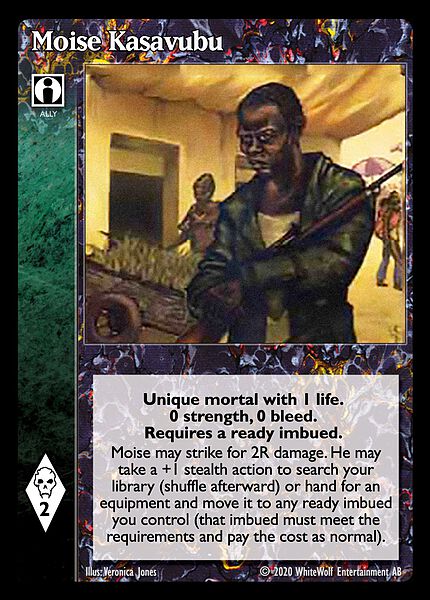 Moise Kasavubu
ALLY
Unique mortal with 1 life.
0 strength, 0 bleed.
Requires a ready imbued.
Moise may strike for 2R damage. He may
take a +1 stealth action to search your
library (shuffle afterward) or hand for an
equipment and move it to any ready imbued
you control (that imbued must meet the
requirements and pay the cost as normal).
2
Illus: Veronica Jones
© 2020 WhiteWolf Entertainment AB